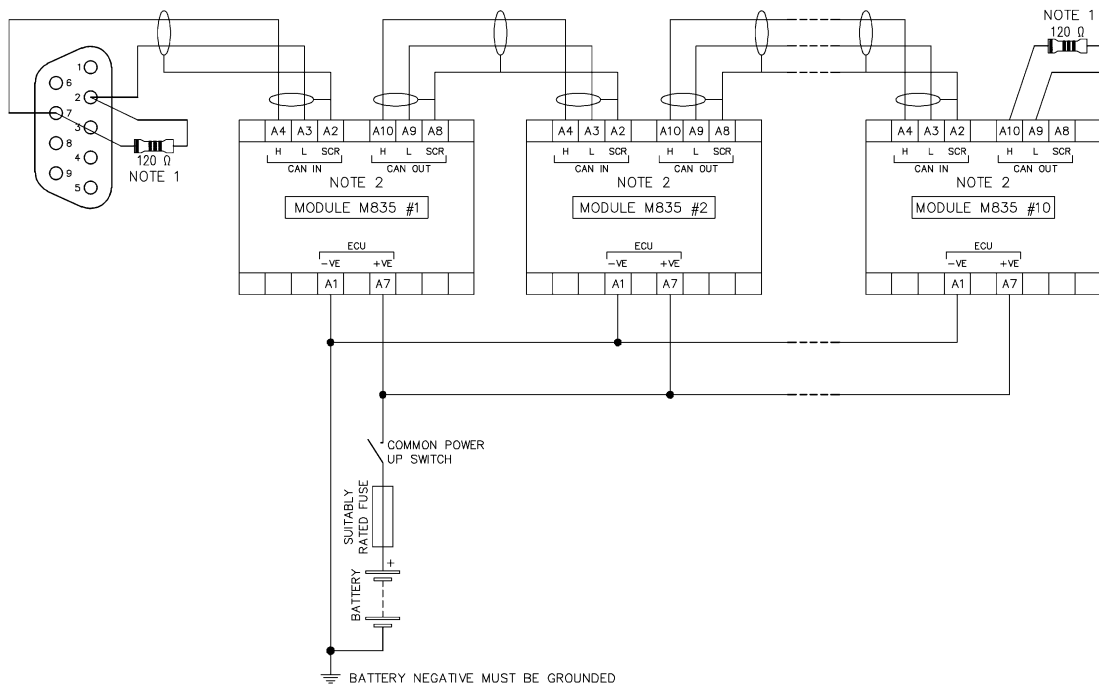 NOTE 1
120 Ω
1
6
2
7
3
8
4
9
5
120 Ω
NOTE 1
A4 A3 A2 A10 A9 A8
H L SCR H L SCR
CAN IN CAN OUT
NOTE 2
MODULE M835 #1
ECU
-VE +VE
A1 A7
A4 A3 A2 A10 A9 A8
H L SCR H L SCR
CAN IN CAN OUT
NOTE 2
MODULE M835 #2
ECU
-VE +VE
A1 A7
A4 A3 A2 A10 A9 A8
H L SCR H L SCR
CAN IN CAN OUT
NOTE 2
MODULE M835 #10
ECU
-VE +VE
A1 A7
COMMON POWER
UP SWITCH
SUITABLY
RATED FUSE
+
BATTERY
BATTERY NEGATIVE MUST BE GROUNDED